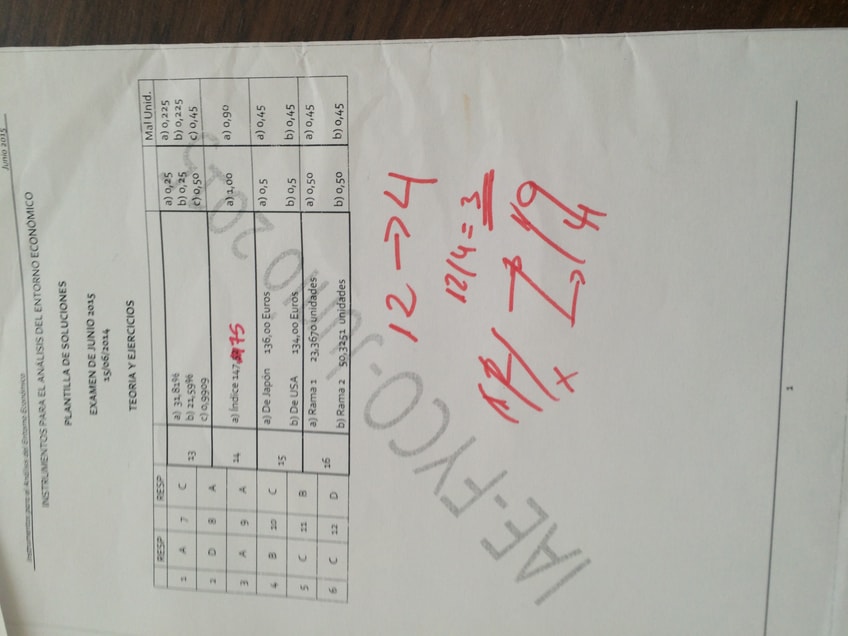 Instrumentos para el Análisis del Entorno Económico
Junio 2015
INSTRUMENTOS PARA EL ANÁLISIS DEL ENTORNO ECONÓMICO
PLANTILLA DE SOLUCIONES
EXAMEN DE JUNIO 2015
15/06/2014
TEORIA Y EJERCICIOS
RESP RESP Mal Unid.
1 A 7 C 13 a) 31,81% a) 0,25 a) 0,225
b) 21,59% b) 0,25 b) 0,225
2 D 8 A c) 0,9909 c) 0,50 c) 0,45
3 A 9 A 14 a) Índice 147, 975 a) 1,00 a) 0,90
4 B 10 C 15 a) De Japón 136,00 Euros a) 0,5 a) 0,45
5 C 11 B b) De USA 134,00 Euros b) 0,5 b) 0,45
16 a) Rama 1 23,3670 unidades a) 0,50 a) 0,45
6 C 12 D b) Rama 2 50,3251 unidades b) 0,50 b) 0,45
12 → 4
12/4 = 3
x → 4
IAE-FYCO-JUNIO 2015
1